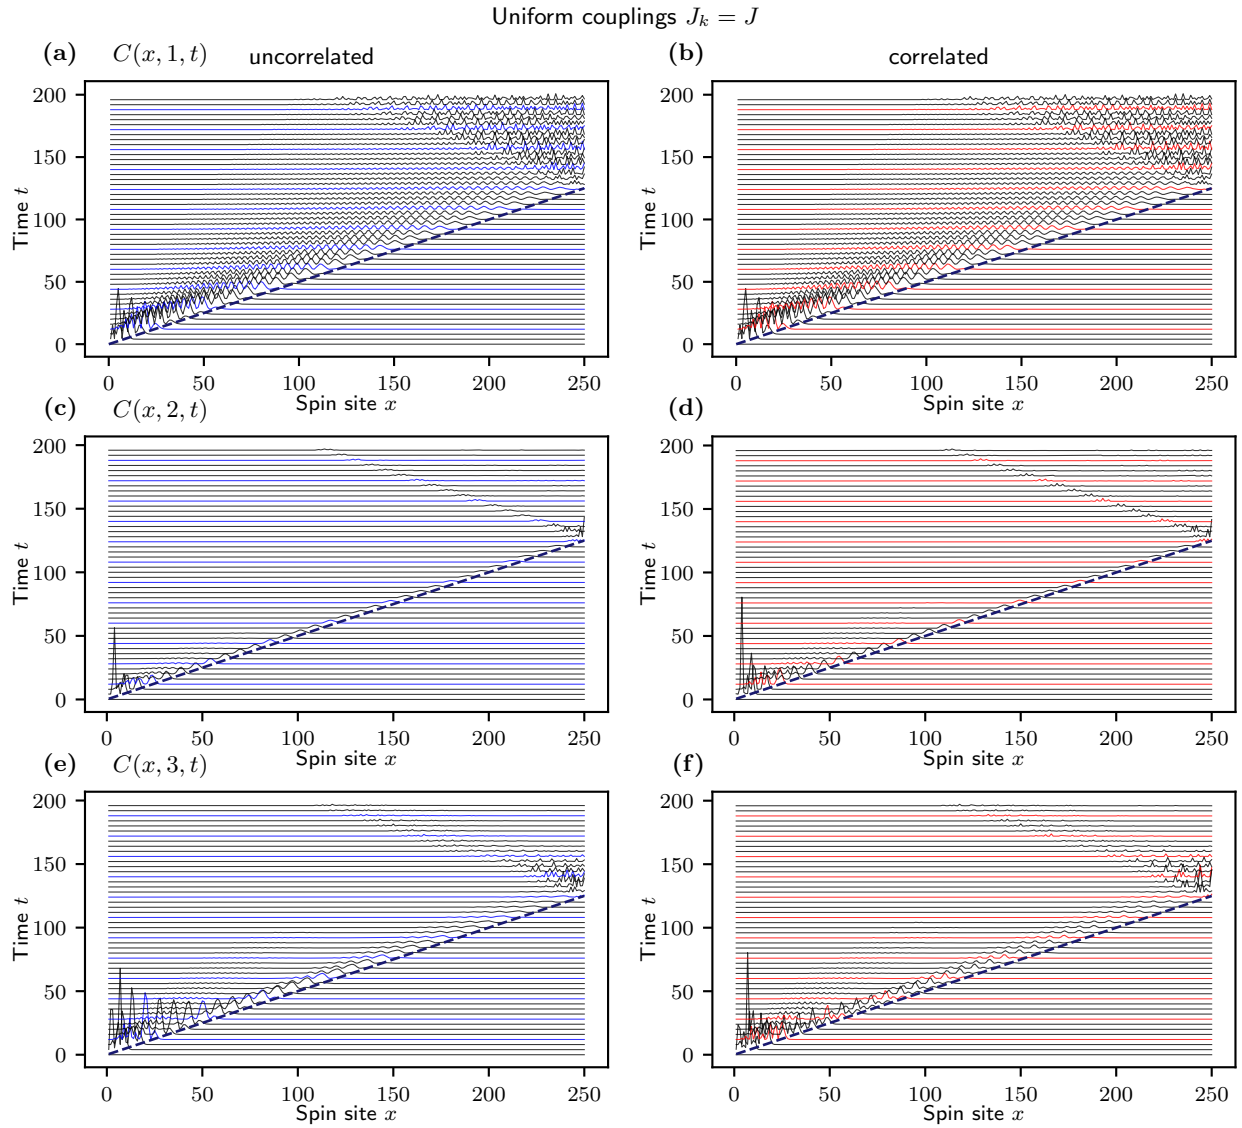 Uniform couplings $J_k = J$
(a) $C(x, 1, t)$ uncorrelated
(b) correlated
Time $t$
200
150
100
50
0
0 50 100 150 200 250
Spin site $x$
Time $t$
200
150
100
50
0
0 50 100 150 200 250
Spin site $x$
(c) $C(x, 2, t)$
(d)
Time $t$
200
150
100
50
0
0 50 100 150 200 250
Spin site $x$
Time $t$
200
150
100
50
0
0 50 100 150 200 250
Spin site $x$
(e) $C(x, 3, t)$
(f)
Time $t$
200
150
100
50
0
0 50 100 150 200 250
Spin site $x$
Time $t$
200
150
100
50
0
0 50 100 150 200 250
Spin site $x$